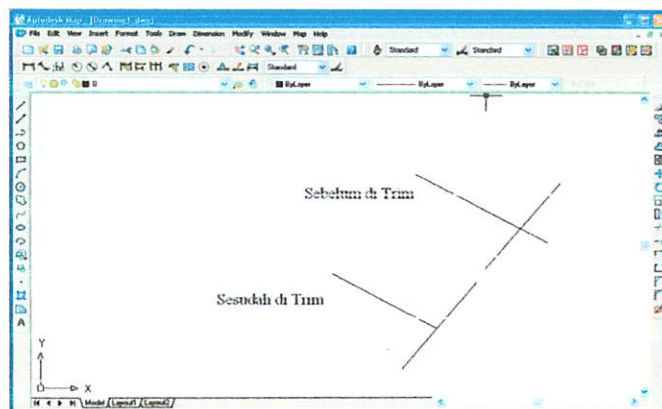 Autodesk Map - [Drawing1.dwg]
File Edit View Insert Format Tools Draw Dimension Modify Window Map Help
Standard Standard
Standard
0 ByLayer ByLayer ByLayer
Sebelum di Trim
Sesudah di Trim
Y
X
Model Layout1 Layout2